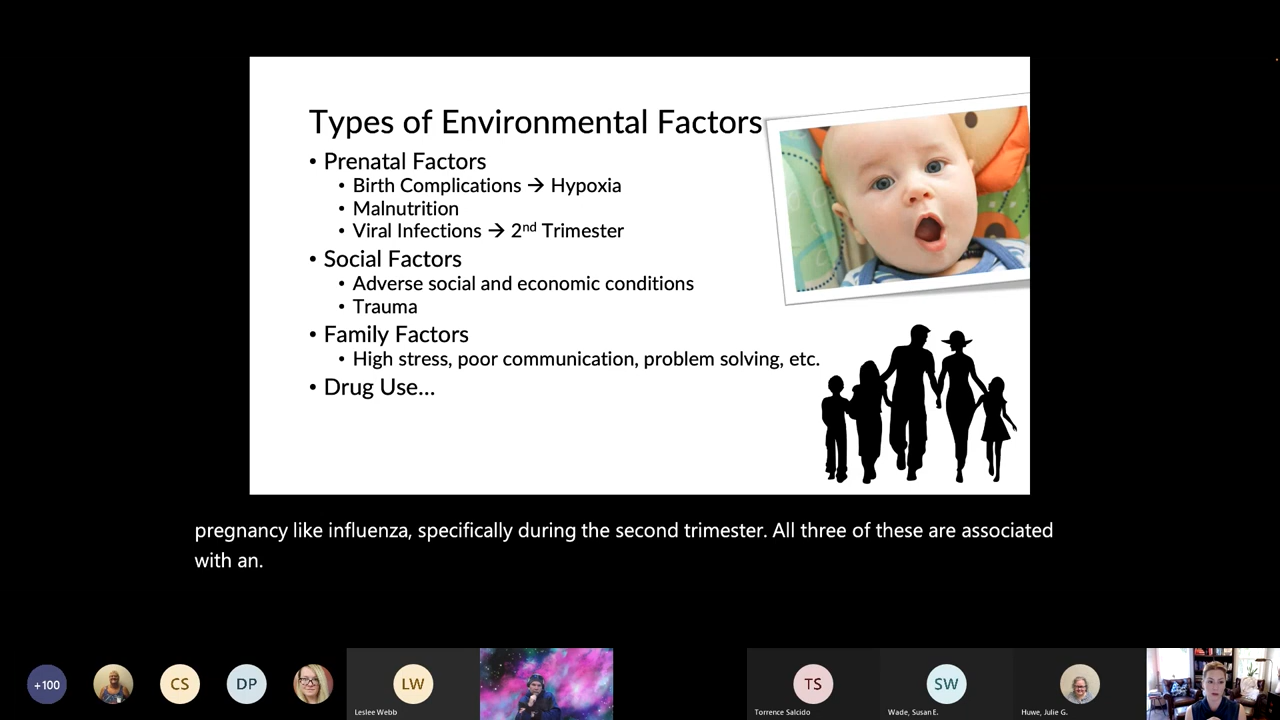 Types of Environmental Factors
• Prenatal Factors
• Birth Complications → Hypoxia
• Malnutrition
• Viral Infections → 2nd Trimester
• Social Factors
• Adverse social and economic conditions
• Trauma
• Family Factors
• High stress, poor communication, problem solving, etc.
• Drug Use...
pregnancy like influenza, specifically during the second trimester. All three of these are associated
with an.
+100
CS
DP
LW
TS
SW
Leslee Webb
Torrence Salcido
Wade, Susan E.
Huwe, Julie G.